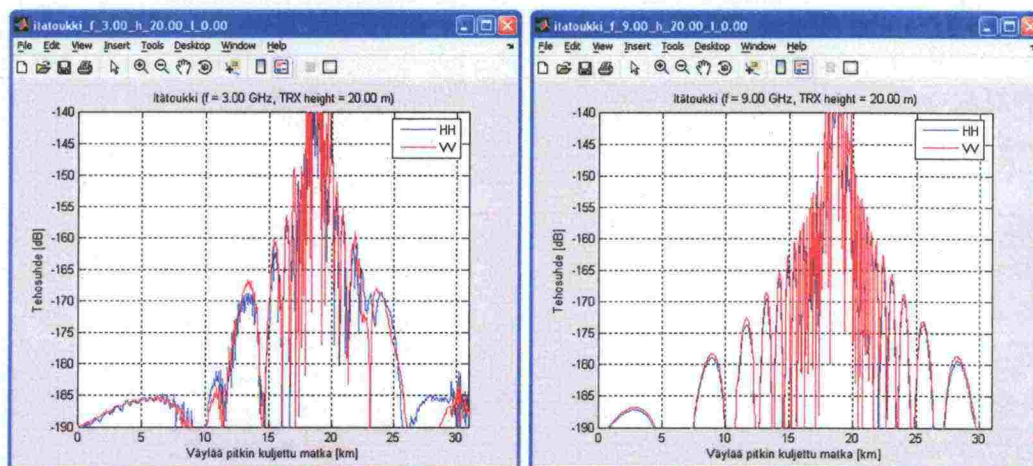 itatoukki_f_3.00_h_20.00_l_0.00
File Edit View Insert Tools Desktop Window Help
Itätoukki (f = 3.00 GHz, TRX height = 20.00 m)
HH
VV
-140
-145
-150
-155
-160
-165
-170
-175
-180
-185
-190
Tehosuhde [dB]
0 5 10 15 20 25 30
Väylää pitkin kuljettu matka [km]
itatoukki_f_9.00_h_20.00_l_0.00
File Edit View Insert Tools Desktop Window Help
Itätoukki (f = 9.00 GHz, TRX height = 20.00 m)
HH
VV
-140
-145
-150
-155
-160
-165
-170
-175
-180
-185
-190
Tehosuhde [dB]
0 5 10 15 20 25 30
Väylää pitkin kuljettu matka [km]